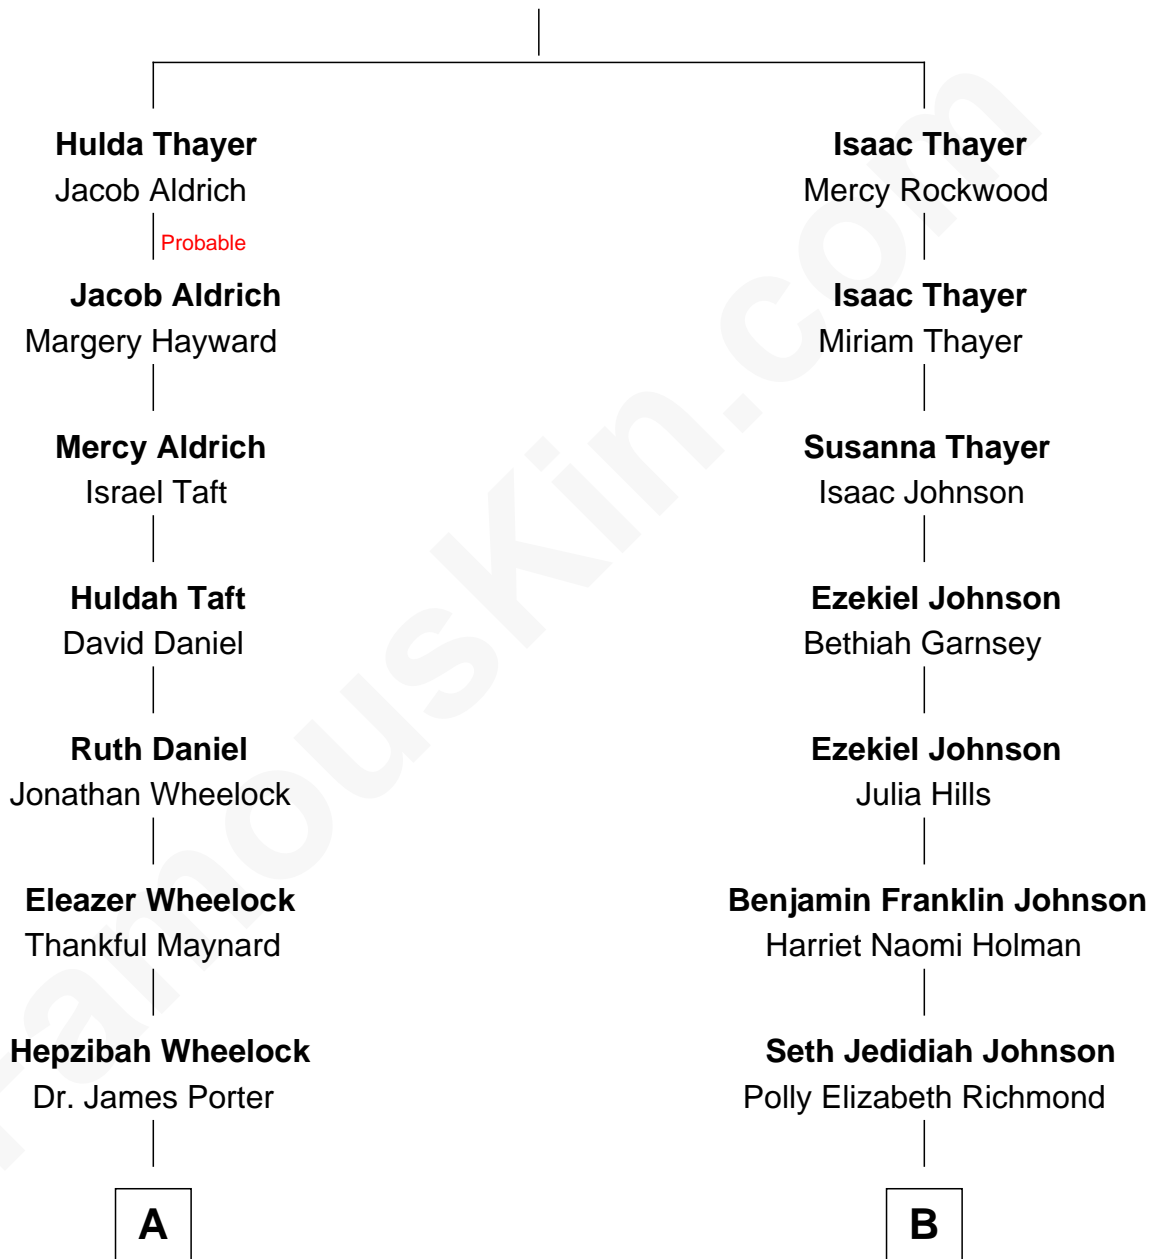 Hulda Thayer
Jacob Aldrich
Probable
Jacob Aldrich
Margery Hayward
Mercy Aldrich
Israel Taft
Huldah Taft
David Daniel
Ruth Daniel
Jonathan Wheelock
Eleazer Wheelock
Thankful Maynard
Hepzibah Wheelock
Dr. James Porter
A
Isaac Thayer
Mercy Rockwood
Isaac Thayer
Miriam Thayer
Susanna Thayer
Isaac Johnson
Ezekiel Johnson
Bethiah Garnsey
Ezekiel Johnson
Julia Hills
Benjamin Franklin Johnson
Harriet Naomi Holman
Seth Jedidiah Johnson
Polly Elizabeth Richmond
B
FamousKin.com